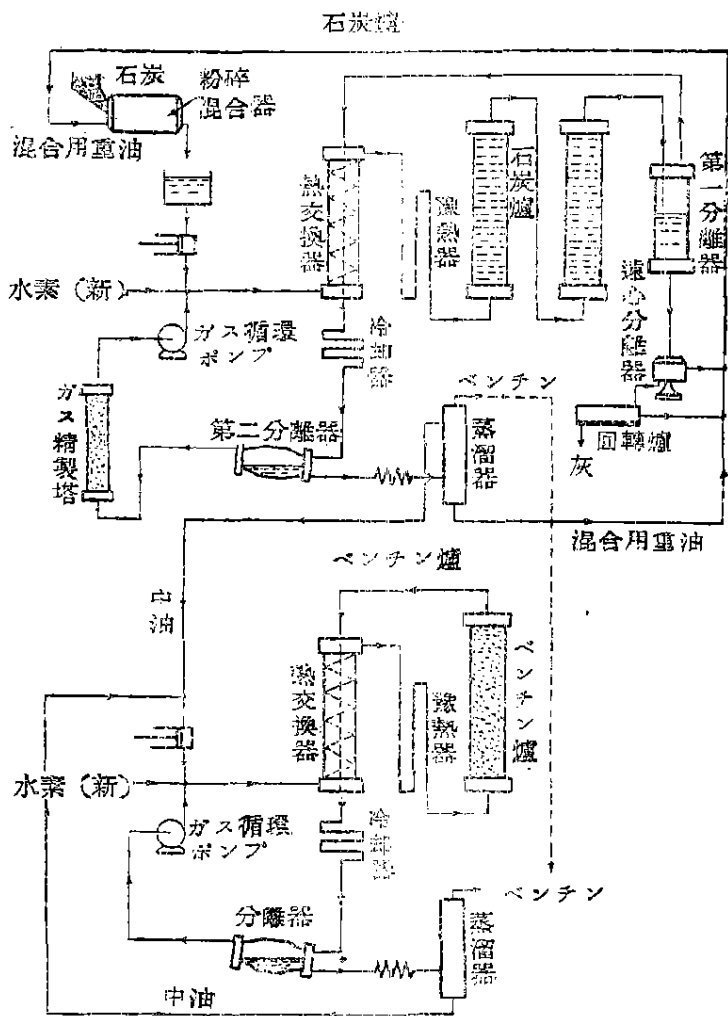 石炭爐
石炭
粉碎
混合器
混合用重油
水素（新）
ガス循環
ポンプ
ガス精製塔
熱交換器
冷却器
豫熱器
石炭爐
第一分離器
遠心分離器
回轉爐
灰
第二分離器
蒸溜器
ベンチン
混合用重油
ベンチン爐
中油
熱交換器
豫熱器
ベンチン爐
水素（新）
ガス循環
ポンプ
冷却器
分離器
蒸溜器
ベンチン
中油